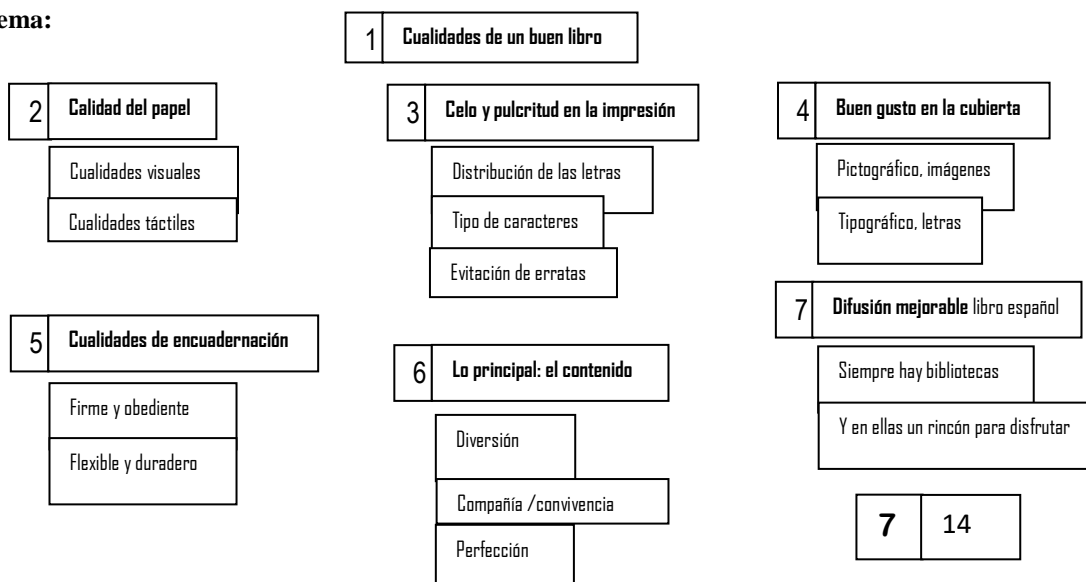 ema:
1 Cualidades de un buen libro
2 Calidad del papel
Cualidades visuales
Cualidades táctiles
3 Celo y pulcritud en la impresión
Distribución de las letras
Tipo de caracteres
Evitación de erratas
4 Buen gusto en la cubierta
Pictográfico, imágenes
Tipográfico, letras
5 Cualidades de encuadernación
Firme y obediente
Flexible y duradero
6 Lo principal: el contenido
Diversión
Compañía /convivencia
Perfección
7 Difusión mejorable libro español
Siempre hay bibliotecas
Y en ellas un rincón para disfrutar
7 14